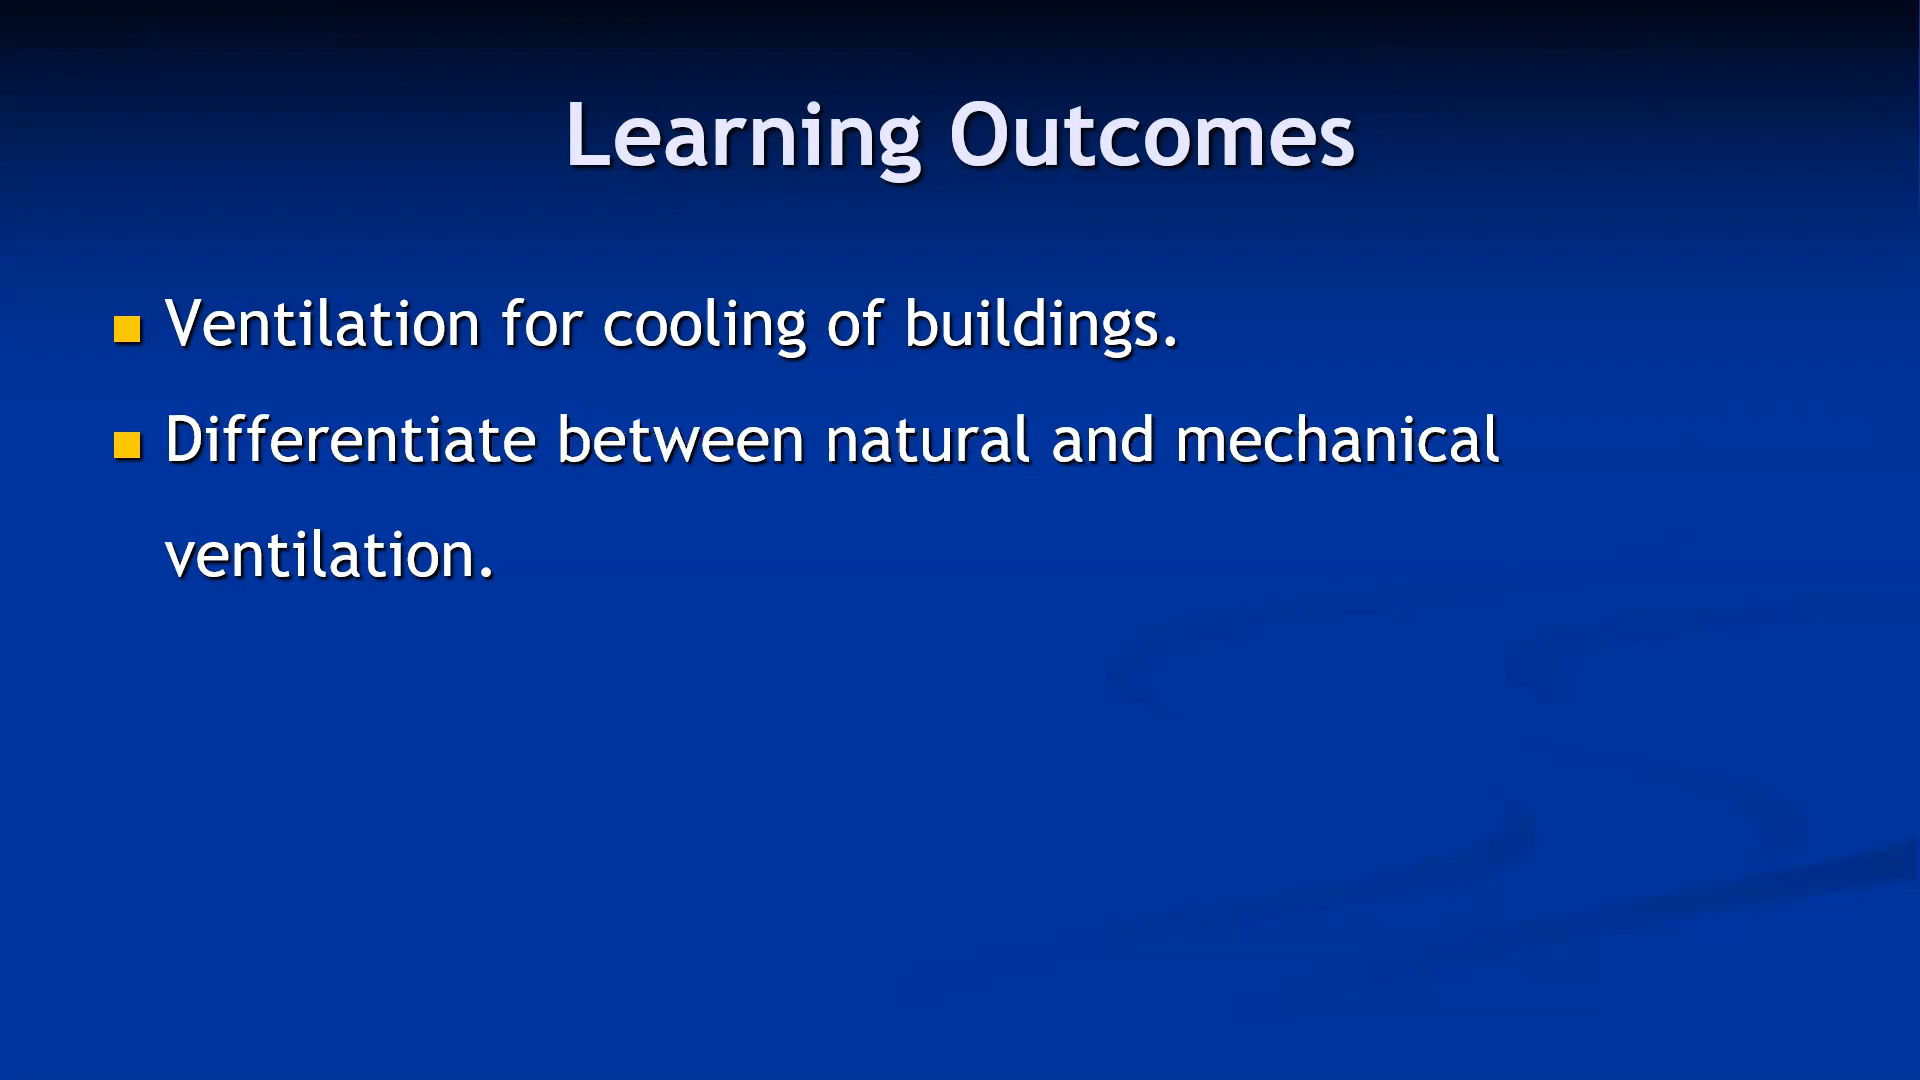 Learning Outcomes
Ventilation for cooling of buildings.
Differentiate between natural and mechanical
ventilation.